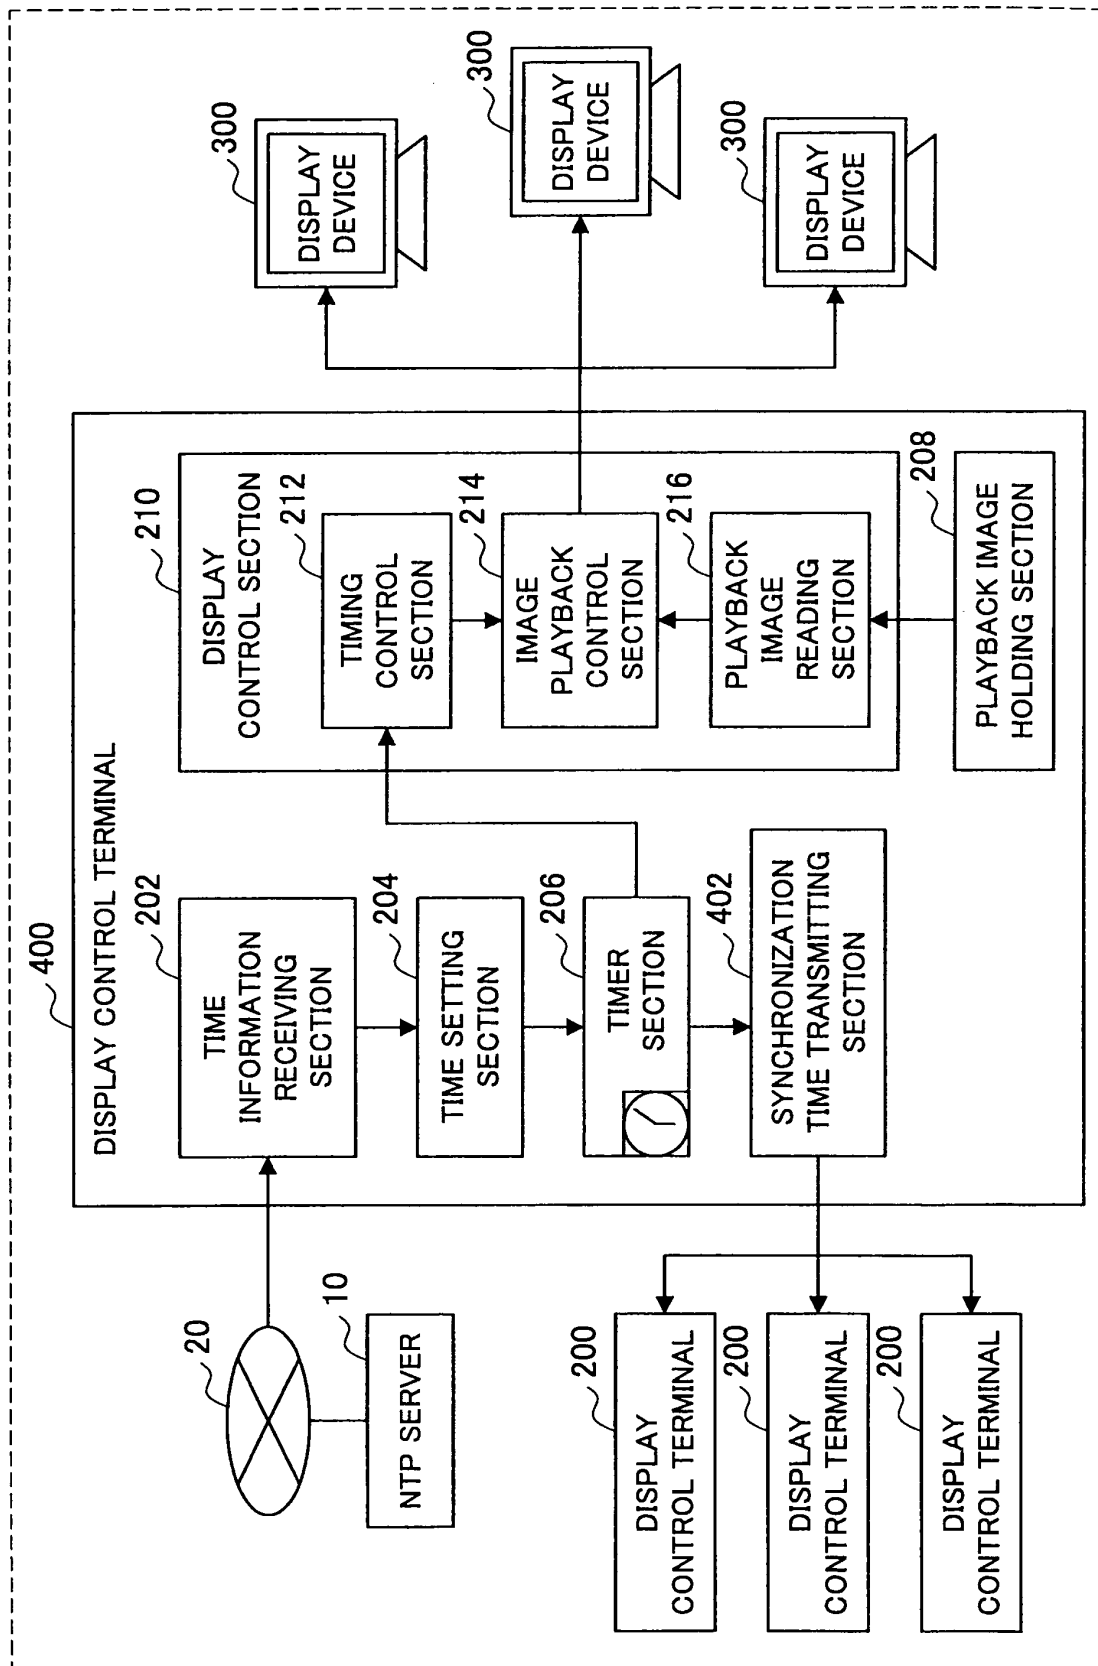 400
DISPLAY CONTROL TERMINAL
20
10
NTP SERVER
202
TIME
INFORMATION
RECEIVING
SECTION
204
TIME SETTING
SECTION
206
TIMER
SECTION
402
SYNCHRONIZATION
TIME TRANSMITTING
SECTION
200
DISPLAY
CONTROL TERMINAL
200
DISPLAY
CONTROL TERMINAL
200
DISPLAY
CONTROL TERMINAL
210
DISPLAY
CONTROL SECTION
212
TIMING
CONTROL
SECTION
214
IMAGE
PLAYBACK
CONTROL
SECTION
216
PLAYBACK
IMAGE
READING
SECTION
208
PLAYBACK IMAGE
HOLDING SECTION
300
DISPLAY
DEVICE
300
DISPLAY
DEVICE
300
DISPLAY
DEVICE